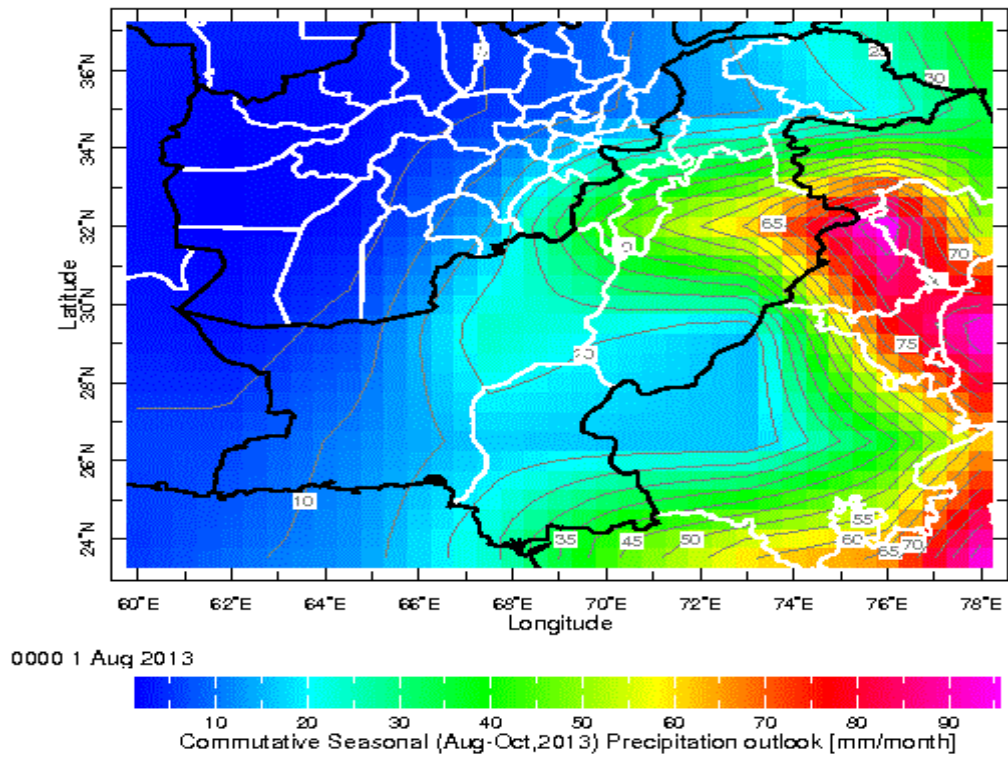 25
30
36°N
34°N
32°N
30°N
28°N
26°N
24°N
Latitude
65
70
75
20
10
35
45
50
55
60
65
70
60°E
62°E
64°E
66°E
68°E
70°E
72°E
74°E
76°E
78°E
Longitude
0000 1 Aug 2013
10
20
30
40
50
60
70
80
90
Commutative Seasonal (Aug-Oct,2013) Precipitation outlook [mm/month]